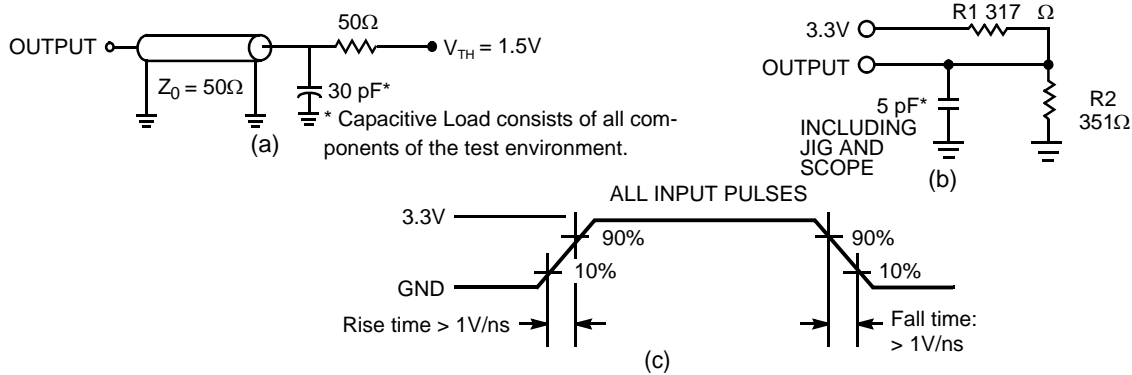 50Ω
OUTPUT
V_TH = 1.5V
Z_0 = 50Ω
30 pF*
* Capacitive Load consists of all com-
ponents of the test environment.
(a)
R1 317 Ω
3.3V
OUTPUT
5 pF*
INCLUDING
JIG AND
SCOPE
R2
351Ω
(b)
ALL INPUT PULSES
3.3V
90%
90%
10%
10%
GND
Rise time > 1V/ns
Fall time:
> 1V/ns
(c)